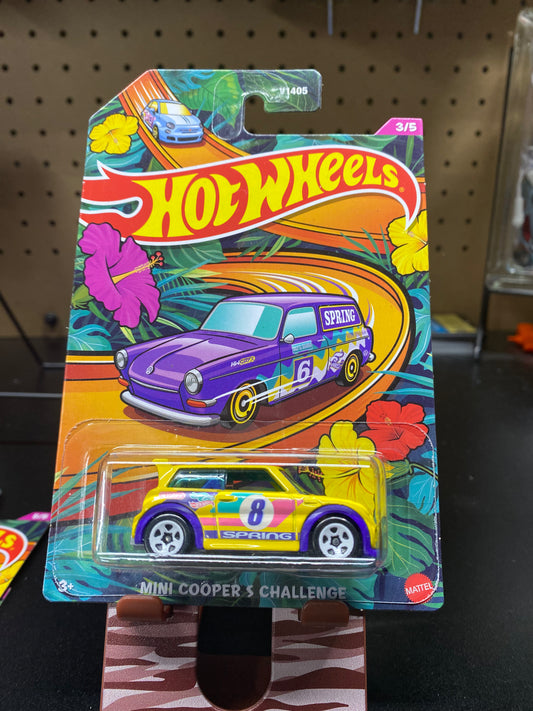 V1405
3/5
HOT WHEELS®
SPRING
6
8
SPRING
3+
MINI COOPER S CHALLENGE
MATTEL